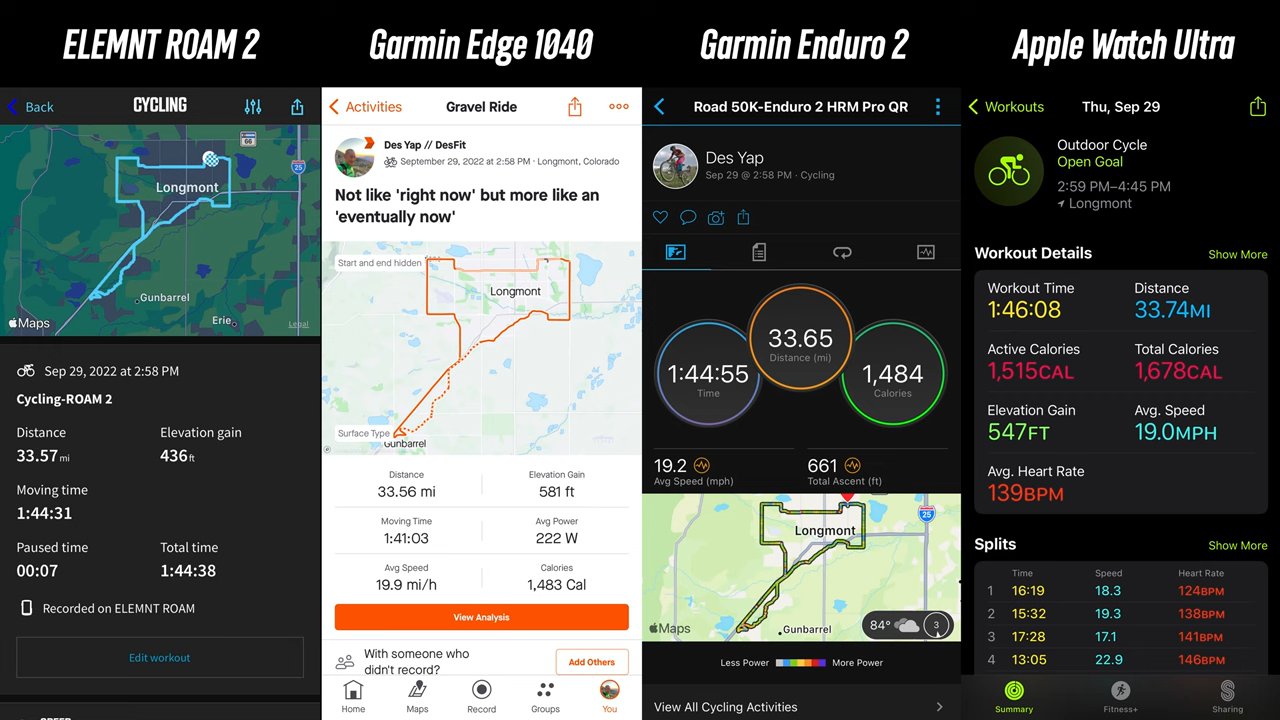 ELEMNT ROAM 2
Garmin Edge 1040
Garmin Enduro 2
Apple Watch Ultra
Back
CYCLING
66
25
Longmont
Gunbarrel
Erie
Maps
Legal
Sep 29, 2022 at 2:58 PM
Cycling-ROAM 2
Distance
Elevation gain
33.57 mi
436 ft
Moving time
1:44:31
Paused time
Total time
00:07
1:44:38
Recorded on ELEMNT ROAM
Edit workout
SPEED
Activities
Gravel Ride
Des Yap // DesFit
September 29, 2022 at 2:58 PM · Longmont, Colorado
Not like 'right now' but more like an
'eventually now'
Start and end hidden
Longmont
Surface Type
Gunbarrel
Distance
Elevation Gain
33.56 mi
581 ft
Moving Time
Avg Power
1:41:03
222 W
Avg Speed
Calories
19.9 mi/h
1,483 Cal
View Analysis
With someone who
didn't record?
Add Others
Home
Maps
Record
Groups
You
Road 50K-Enduro 2 HRM Pro QR
Des Yap
Sep 29 @ 2:58 PM · Cycling
33.65
Distance (mi)
1:44:55
Time
1,484
Calories
19.2
Avg Speed (mph)
661
Total Ascent (ft)
25
Longmont
Gunbarrel
Maps
84°
3
Less Power
More Power
View All Cycling Activities
Workouts
Thu, Sep 29
Outdoor Cycle
Open Goal
2:59 PM–4:45 PM
Longmont
Workout Details
Show More
Workout Time
Distance
1:46:08
33.74MI
Active Calories
Total Calories
1,515CAL
1,678CAL
Elevation Gain
Avg. Speed
547FT
19.0MPH
Avg. Heart Rate
139BPM
Splits
Show More
Time
Speed
Heart Rate
1 16:19 18.3 124BPM
2 15:32 19.3 138BPM
3 17:28 17.1 141BPM
4 13:05 22.9 146BPM
Summary
Fitness+
Sharing